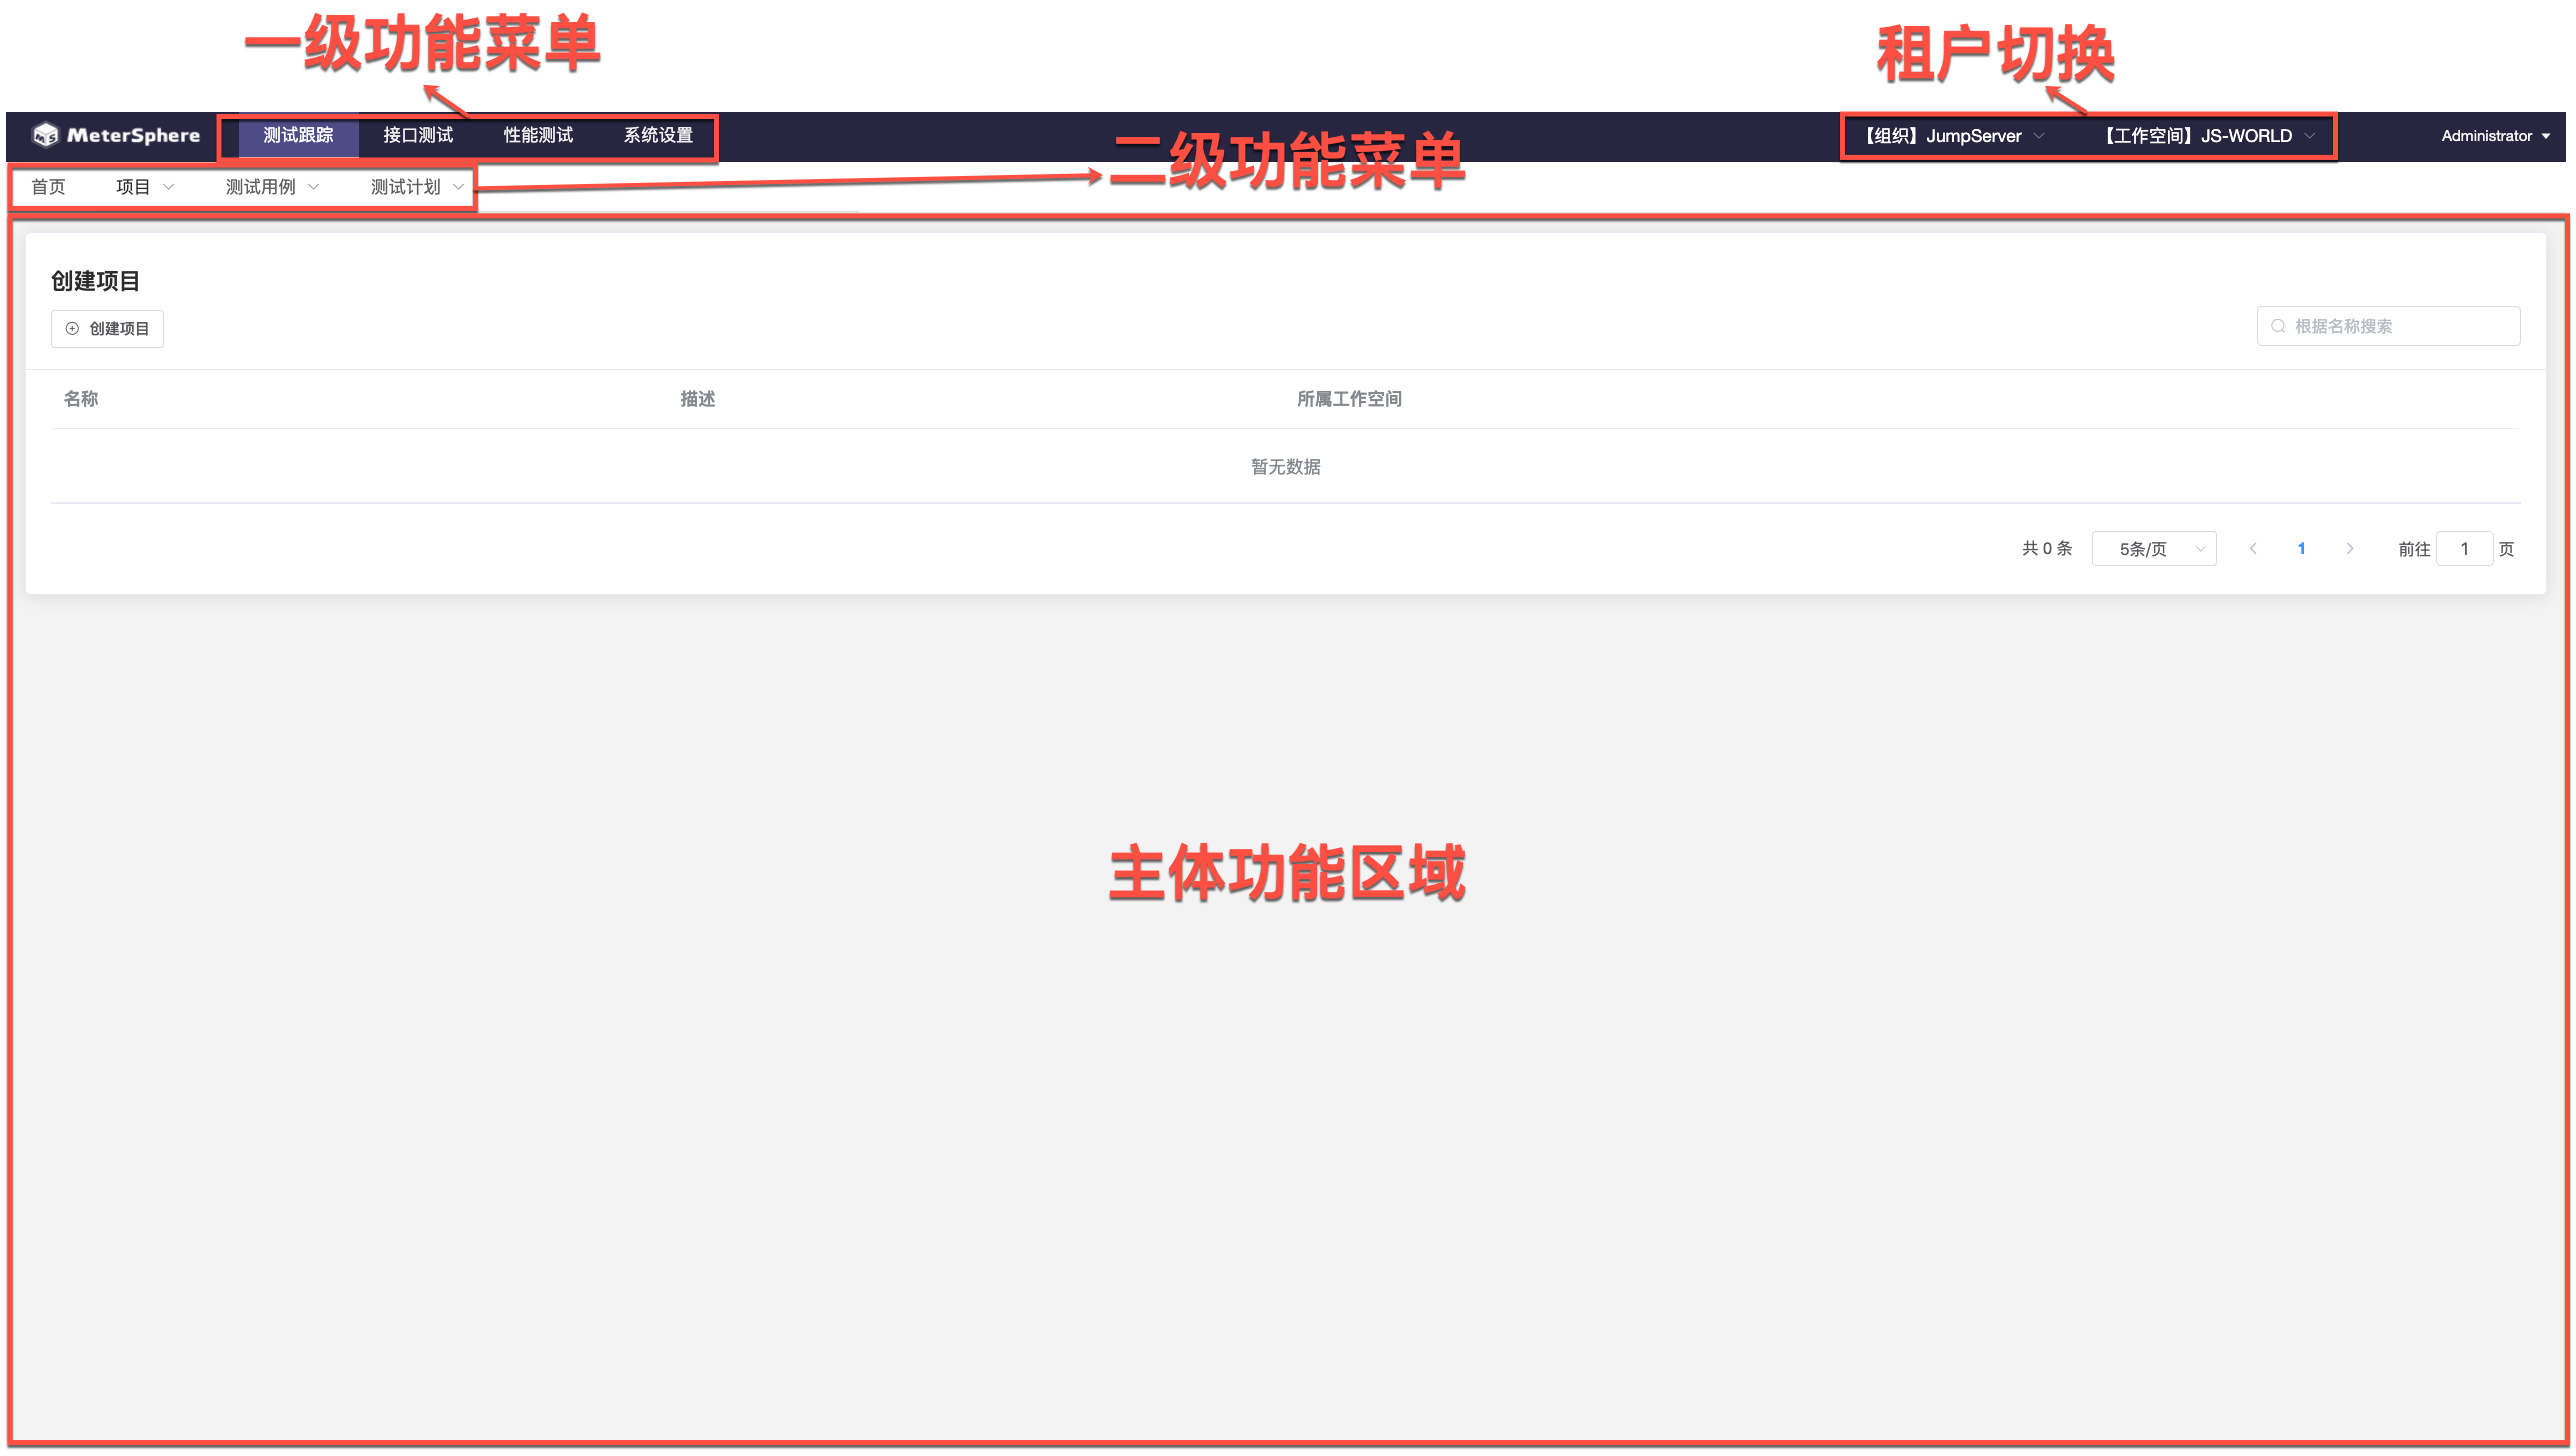 一级功能菜单
租户切换
MeterSphere 测试跟踪 接口测试 性能测试 系统设置 【组织】JumpServer 【工作空间】JS-WORLD Administrator
二级功能菜单
首页 项目 测试用例 测试计划
创建项目
创建项目
根据名称搜索
名称 描述 所属工作空间
暂无数据
共 0 条 5条/页 1 前往 1 页
主体功能区域